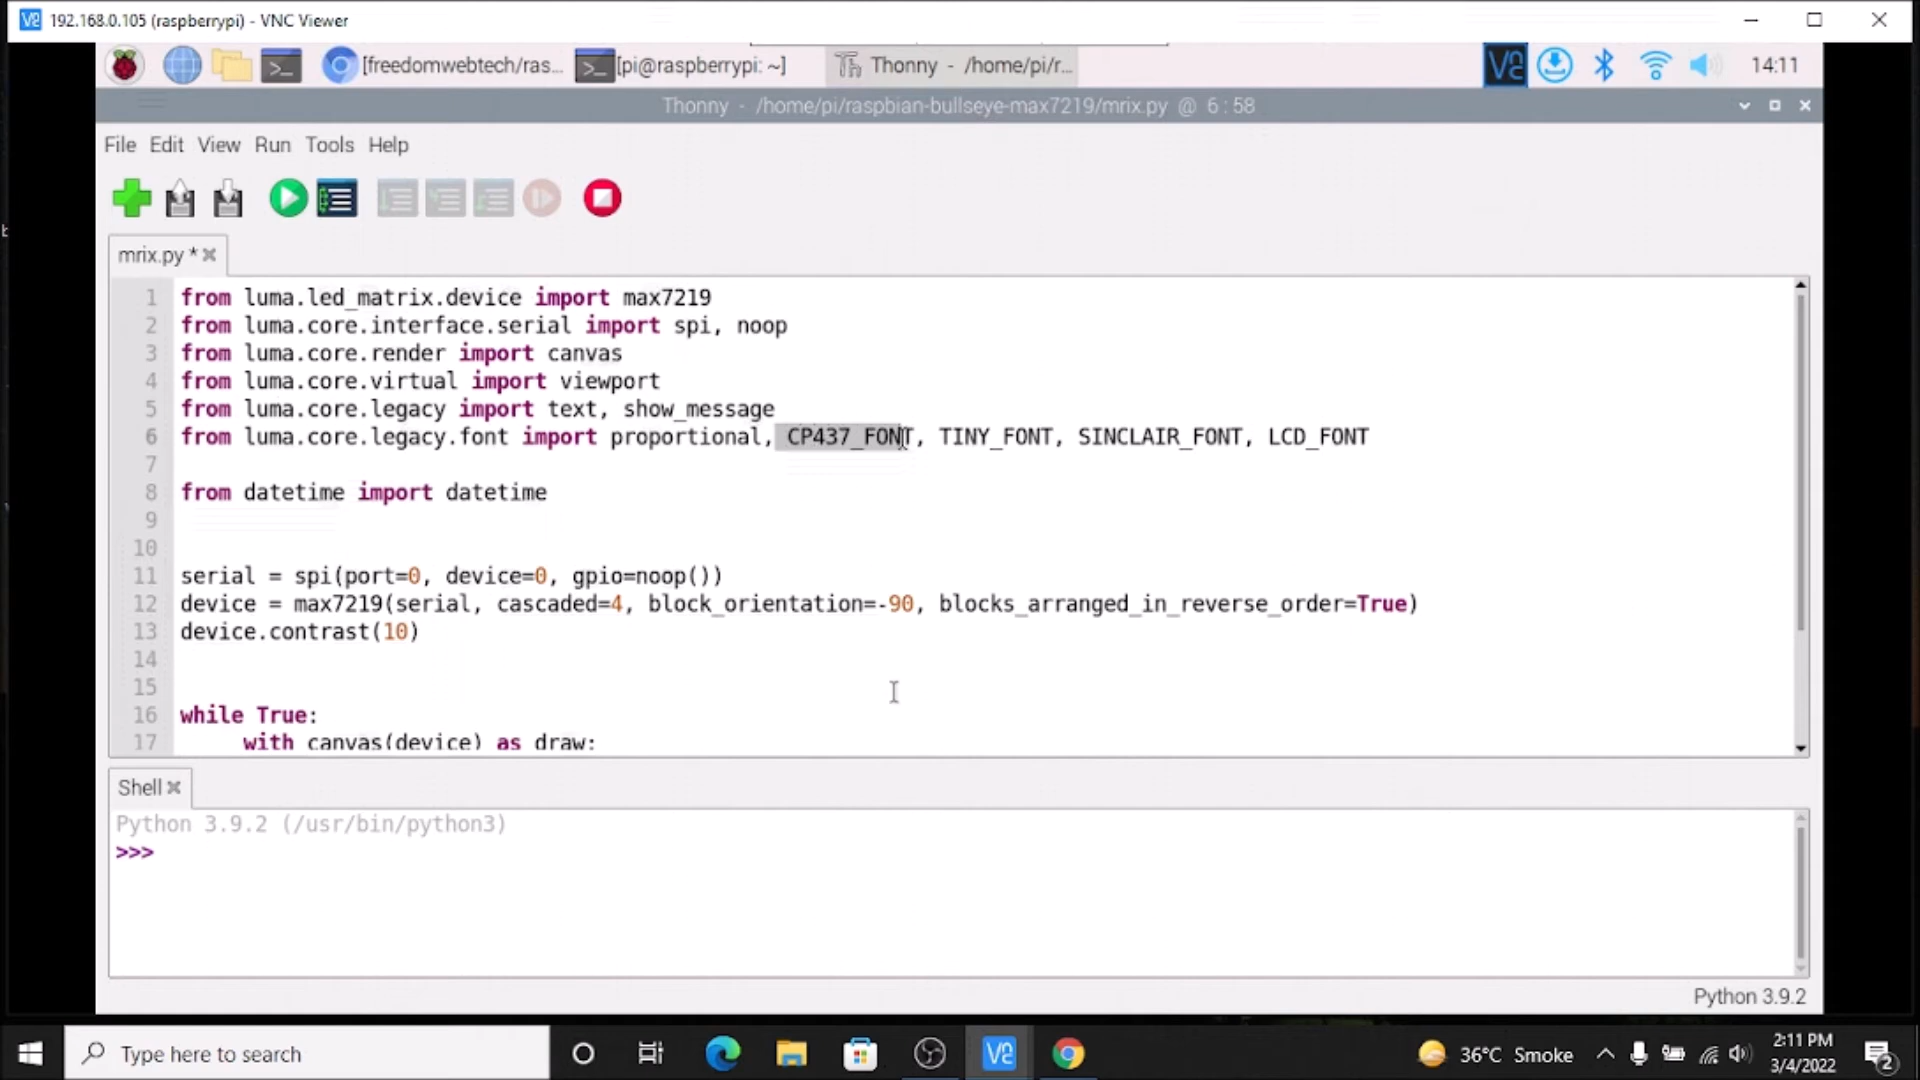 192.168.0.105 (raspberrypi) - VNC Viewer
[freedomwebtech/ras...
[pi@raspberrypi: ~]
Thonny - /home/pi/r...
14:11
Thonny - /home/pi/raspbian-bullseye-max7219/mrix.py @ 6 : 58
File Edit View Run Tools Help
mrix.py *
1 from luma.led_matrix.device import max7219
2 from luma.core.interface.serial import spi, noop
3 from luma.core.render import canvas
4 from luma.core.virtual import viewport
5 from luma.core.legacy import text, show_message
6 from luma.core.legacy.font import proportional, CP437_FONT, TINY_FONT, SINCLAIR_FONT, LCD_FONT
7
8 from datetime import datetime
9
10
11 serial = spi(port=0, device=0, gpio=noop())
12 device = max7219(serial, cascaded=4, block_orientation=-90, blocks_arranged_in_reverse_order=True)
13 device.contrast(10)
14
15
16 while True:
17 with canvas(device) as draw:
Shell
Python 3.9.2 (/usr/bin/python3)
>>>
Python 3.9.2
Type here to search
36°C Smoke
2:11 PM
3/4/2022
2